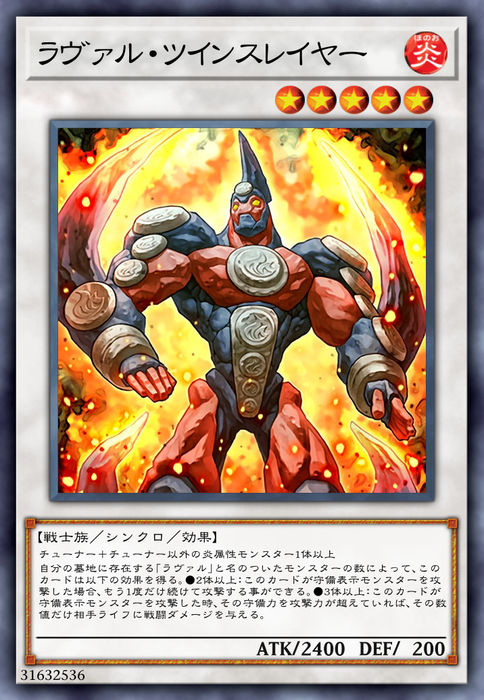 ラヴァル・ツインスレイヤー
ほのお
炎
【戦士族／シンクロ／効果】
チューナー＋チューナー以外の炎属性モンスター1体以上
自分の墓地に存在する「ラヴァル」と名のついたモンスターの数によって、この
カードは以下の効果を得る。●2体以上：このカードが守備表示モンスターを攻
撃した場合、もう1度だけ続けて攻撃する事ができる。●3体以上：このカードが
守備表示モンスターを攻撃した時、その守備力を攻撃力が超えていれば、その数
値だけ相手ライフに戦闘ダメージを与える。
ATK/2400 DEF/ 200
31632536